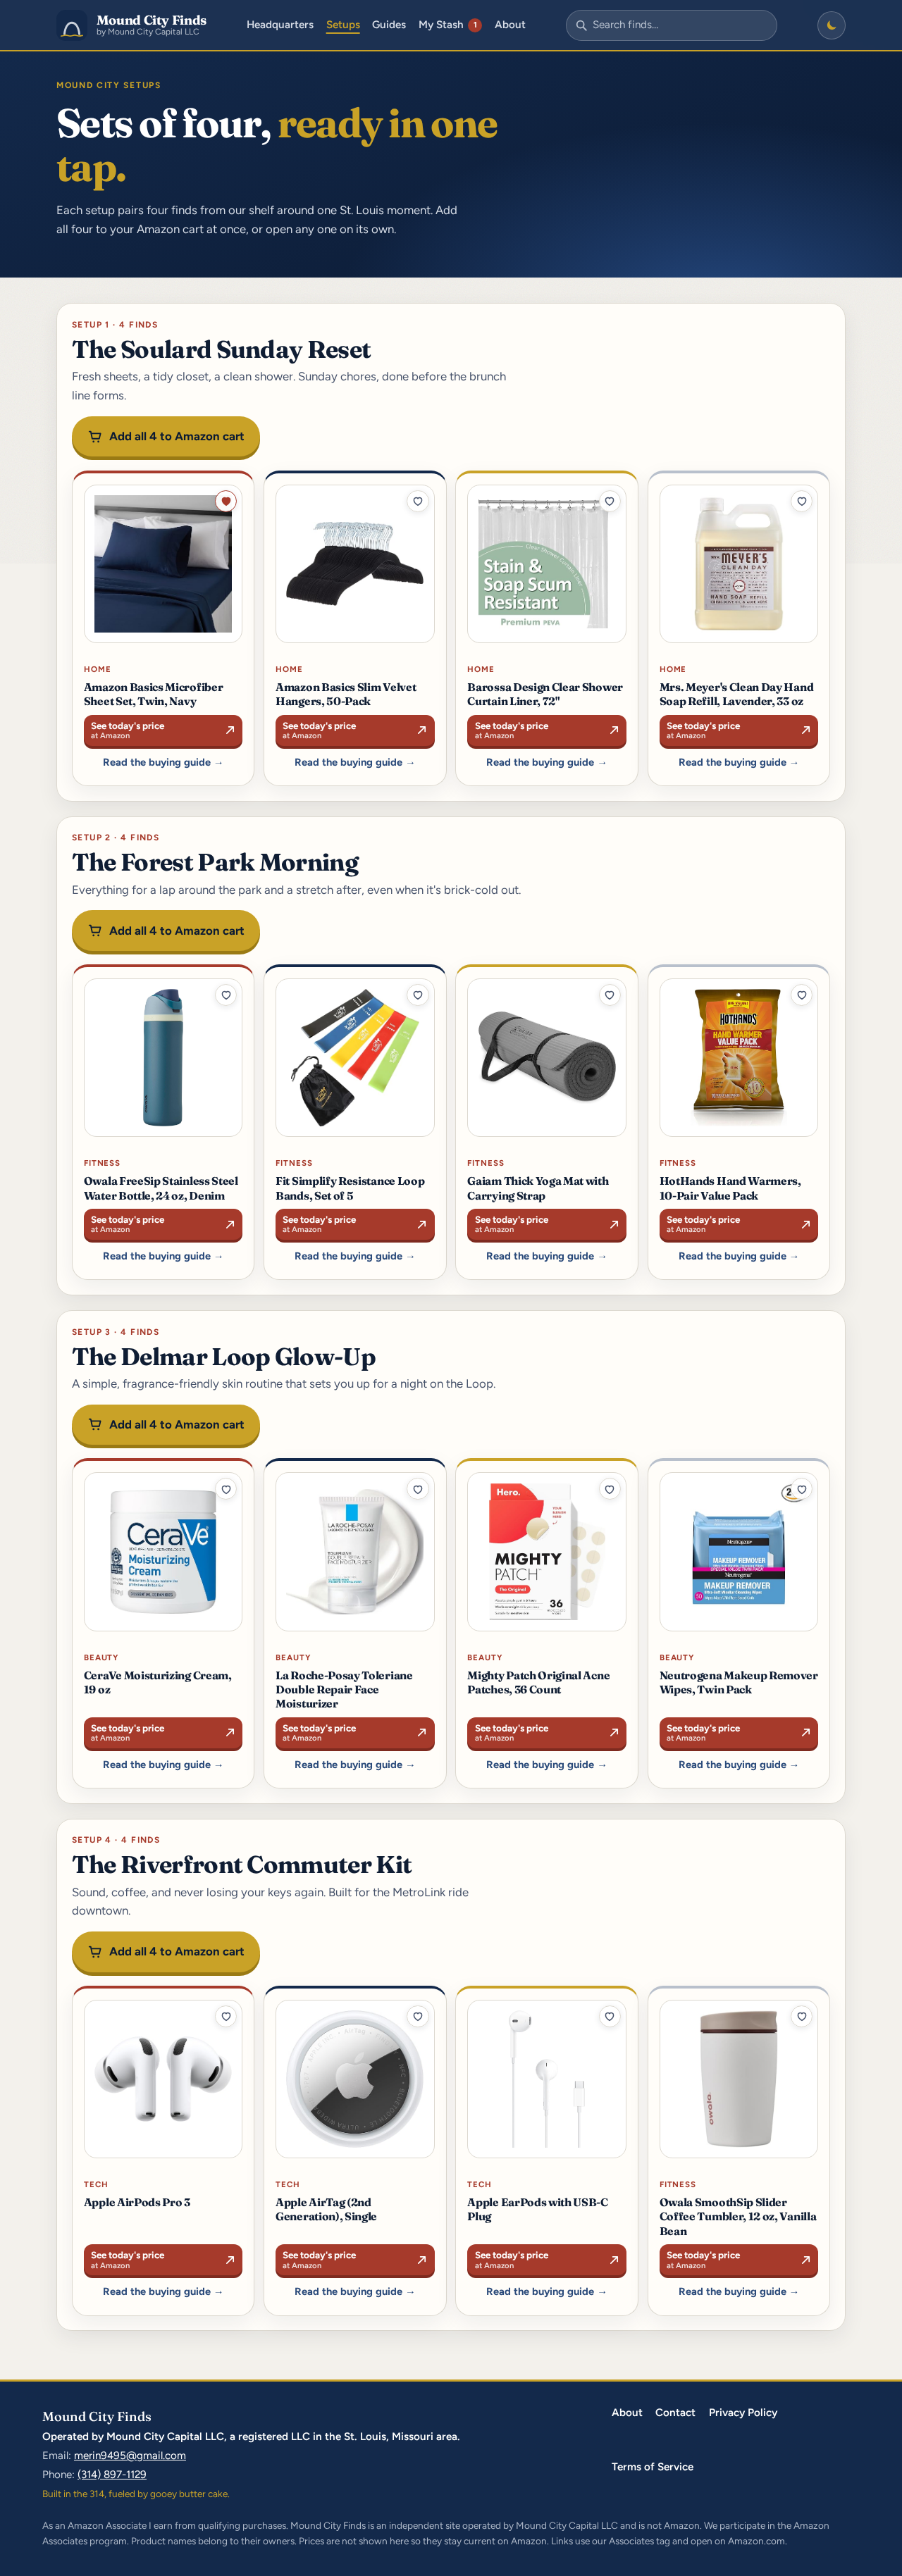 Mound City Finds
by Mound City Capital LLC
Headquarters
Setups
Guides
My Stash 1
About
Search finds...
MOUND CITY SETUPS
Sets of four, ready in one
tap.
Each setup pairs four finds from our shelf around one St. Louis moment. Add
all four to your Amazon cart at once, or open any one on its own.
SETUP 1 · 4 FINDS
The Soulard Sunday Reset
Fresh sheets, a tidy closet, a clean shower. Sunday chores, done before the brunch
line forms.
Add all 4 to Amazon cart
HOME
Amazon Basics Microfiber
Sheet Set, Twin, Navy
See today's price
at Amazon
Read the buying guide →
HOME
Amazon Basics Slim Velvet
Hangers, 50-Pack
See today's price
at Amazon
Read the buying guide →
Stain &
Soap Scum
Resistant
Premium PEVA
HOME
Barossa Design Clear Shower
Curtain Liner, 72"
See today's price
at Amazon
Read the buying guide →
MEYER'S
CLEAN DAY
HAND SOAP REFILL
HOME
Mrs. Meyer's Clean Day Hand
Soap Refill, Lavender, 33 oz
See today's price
at Amazon
Read the buying guide →
SETUP 2 · 4 FINDS
The Forest Park Morning
Everything for a lap around the park and a stretch after, even when it's brick-cold out.
Add all 4 to Amazon cart
FITNESS
Owala FreeSip Stainless Steel
Water Bottle, 24 oz, Denim
See today's price
at Amazon
Read the buying guide →
FITNESS
Fit Simplify Resistance Loop
Bands, Set of 5
See today's price
at Amazon
Read the buying guide →
FITNESS
Gaiam Thick Yoga Mat with
Carrying Strap
See today's price
at Amazon
Read the buying guide →
HOTHANDS
HAND WARMER
VALUE PACK
FITNESS
HotHands Hand Warmers,
10-Pair Value Pack
See today's price
at Amazon
Read the buying guide →
SETUP 3 · 4 FINDS
The Delmar Loop Glow-Up
A simple, fragrance-friendly skin routine that sets you up for a night on the Loop.
Add all 4 to Amazon cart
CeraVe
Moisturizing
Cream
BEAUTY
CeraVe Moisturizing Cream,
19 oz
See today's price
at Amazon
Read the buying guide →
LA ROCHE-POSAY
BEAUTY
La Roche-Posay Toleriane
Double Repair Face
Moisturizer
See today's price
at Amazon
Read the buying guide →
Hero.
MIGHTY
PATCH
The Original
36
BEAUTY
Mighty Patch Original Acne
Patches, 36 Count
See today's price
at Amazon
Read the buying guide →
Neutrogena
MAKEUP REMOVER
Neutrogena
MAKEUP REMOVER
BEAUTY
Neutrogena Makeup Remover
Wipes, Twin Pack
See today's price
at Amazon
Read the buying guide →
SETUP 4 · 4 FINDS
The Riverfront Commuter Kit
Sound, coffee, and never losing your keys again. Built for the MetroLink ride
downtown.
Add all 4 to Amazon cart
TECH
Apple AirPods Pro 3
See today's price
at Amazon
Read the buying guide →
TECH
Apple AirTag (2nd
Generation), Single
See today's price
at Amazon
Read the buying guide →
TECH
Apple EarPods with USB-C
Plug
See today's price
at Amazon
Read the buying guide →
owala
FITNESS
Owala SmoothSip Slider
Coffee Tumbler, 12 oz, Vanilla
Bean
See today's price
at Amazon
Read the buying guide →
Mound City Finds
Operated by Mound City Capital LLC, a registered LLC in the St. Louis, Missouri area.
Email: merin9495@gmail.com
Phone: (314) 897-1129
Built in the 314, fueled by gooey butter cake.
About
Contact
Privacy Policy
Terms of Service
As an Amazon Associate I earn from qualifying purchases. Mound City Finds is an independent site operated by Mound City Capital LLC and is not Amazon. We participate in the Amazon
Associates program. Product names belong to their owners. Prices are not shown here so they stay current on Amazon. Links use our Associates tag and open on Amazon.com.